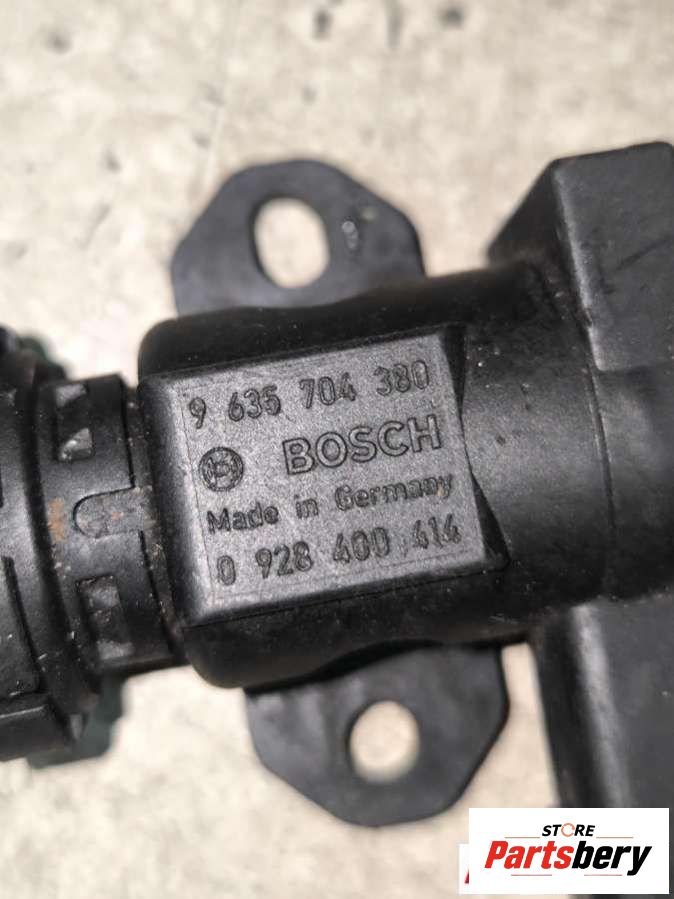 9 635 704 380
BOSCH
Made in Germany
0 928 400 414
STORE
Partsbery